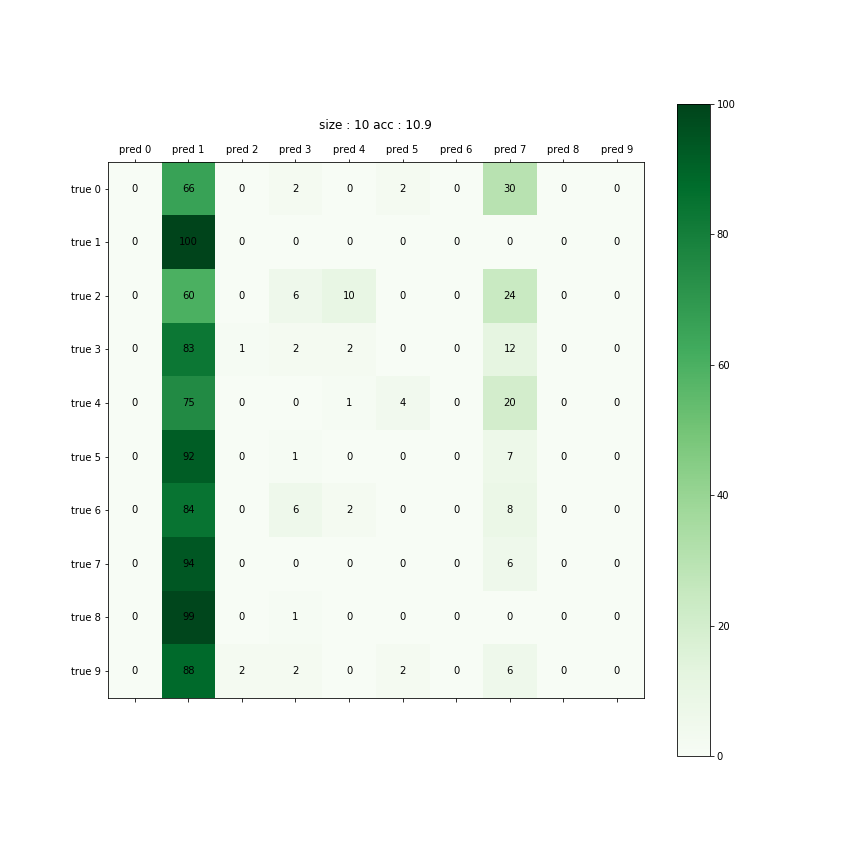 size : 10 acc : 10.9
pred 0 pred 1 pred 2 pred 3 pred 4 pred 5 pred 6 pred 7 pred 8 pred 9
true 0 0 66 0 2 0 2 0 30 0 0
true 1 0 100 0 0 0 0 0 0 0 0
true 2 0 60 0 6 10 0 0 24 0 0
true 3 0 83 1 2 2 0 0 12 0 0
true 4 0 75 0 0 1 4 0 20 0 0
true 5 0 92 0 1 0 0 0 7 0 0
true 6 0 84 0 6 2 0 0 8 0 0
true 7 0 94 0 0 0 0 0 6 0 0
true 8 0 99 0 1 0 0 0 0 0 0
true 9 0 88 2 2 0 2 0 6 0 0
100
80
60
40
20
0